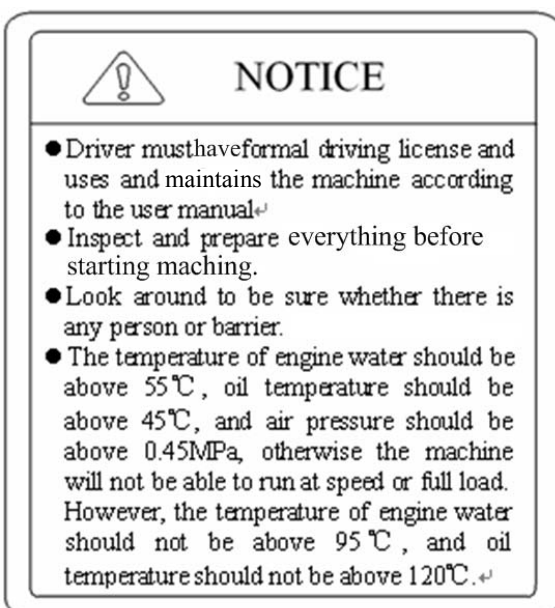 NOTICE
●Driver musthaveformal driving license and
uses and maintains the machine according
to the user manual↵
●Inspect and prepare everything before
starting maching.
●Look around to be sure whether there is
any person or barrier.
●The temperature of engine water should be
above 55℃, oil temperature should be
above 45℃, and air pressure should be
above 0.45MPa, otherwise the machine
will not be able to run at speed or full load.
However, the temperature of engine water
should not be above 95℃, and oil
temperature should not be above 120℃.↵